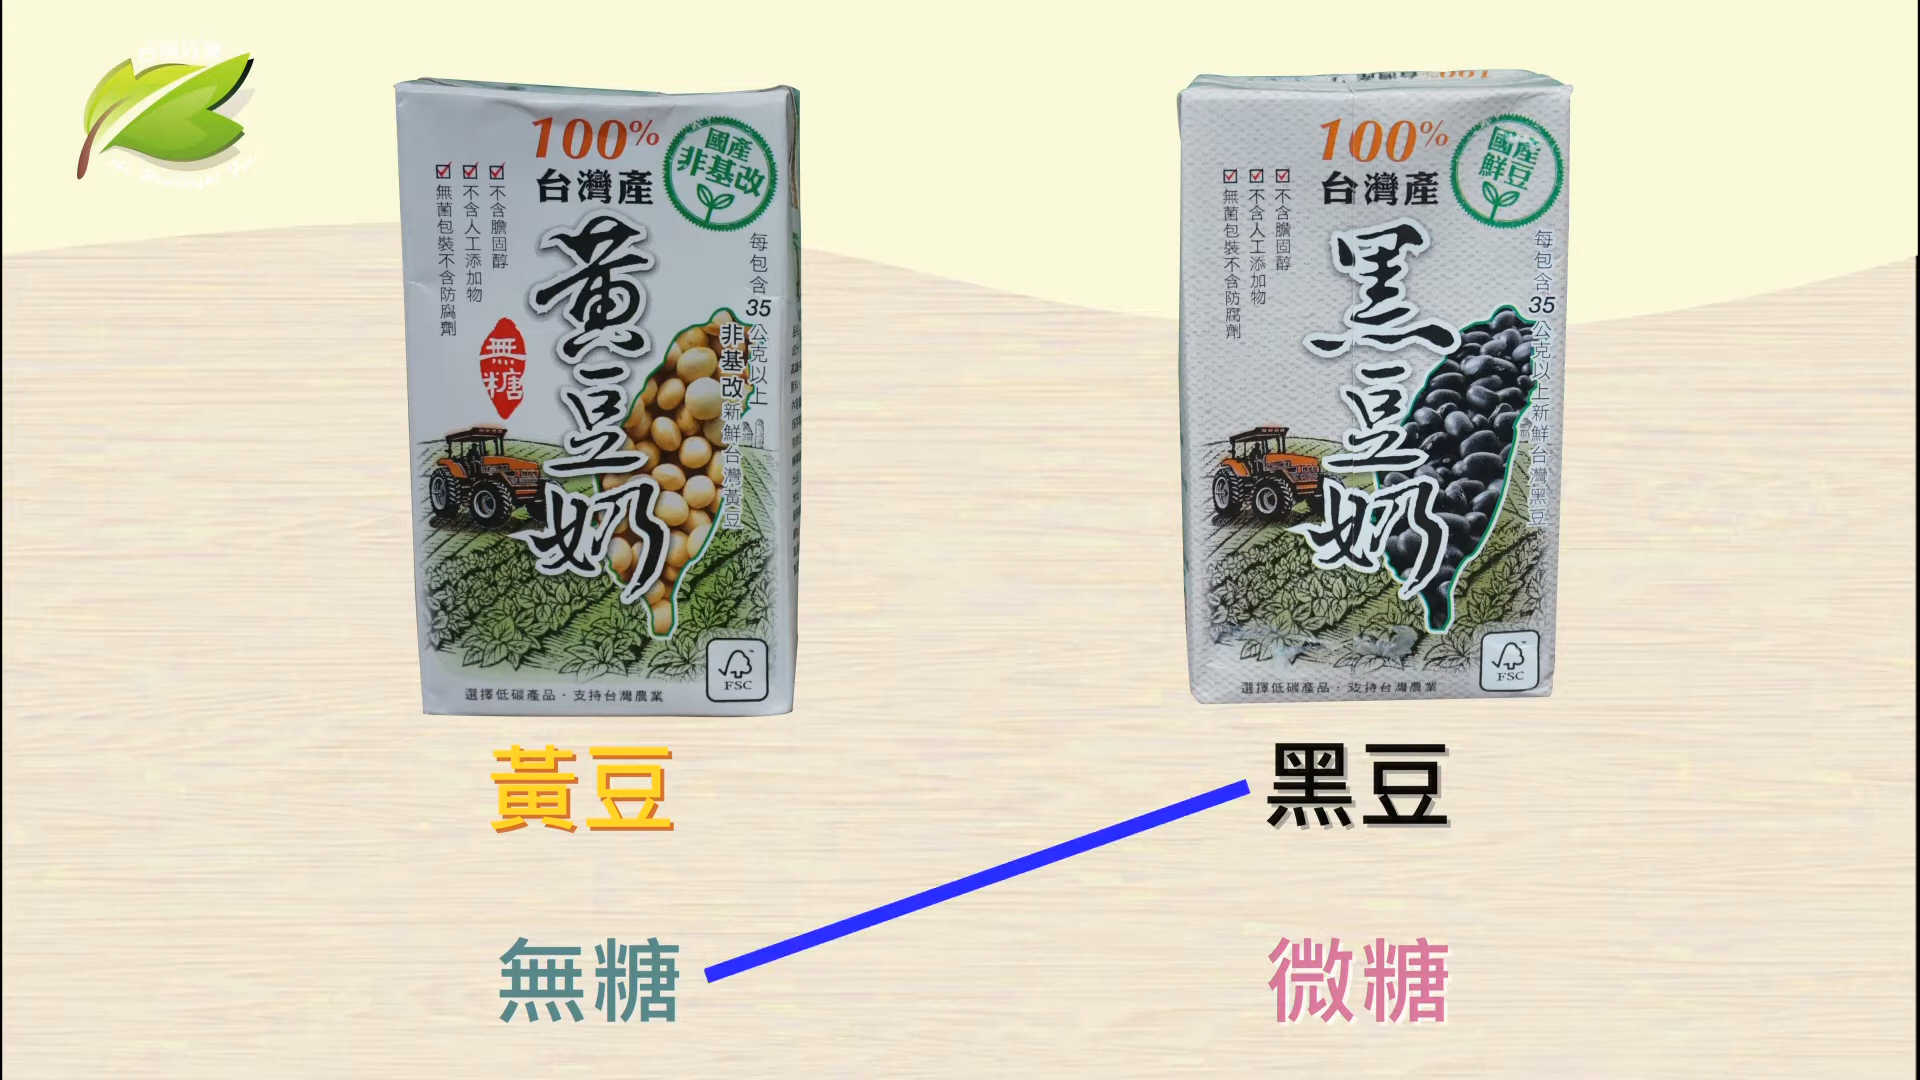 100%
台灣產
國產
非基改
不含膽固醇
不含人工添加物
無菌包裝不含防腐劑
黃豆奶
無糖
每包含35公克以上
非基改新鮮台灣黃豆
FSC
選擇低碳產品・支持台灣農業
100%
台灣產
國產
鮮豆
不含膽固醇
不含人工添加物
無菌包裝不含防腐劑
黑豆奶
每包含35公克以上新鮮台灣黑豆
FSC
選擇低碳產品・支持台灣農業
黃豆
黑豆
無糖
微糖